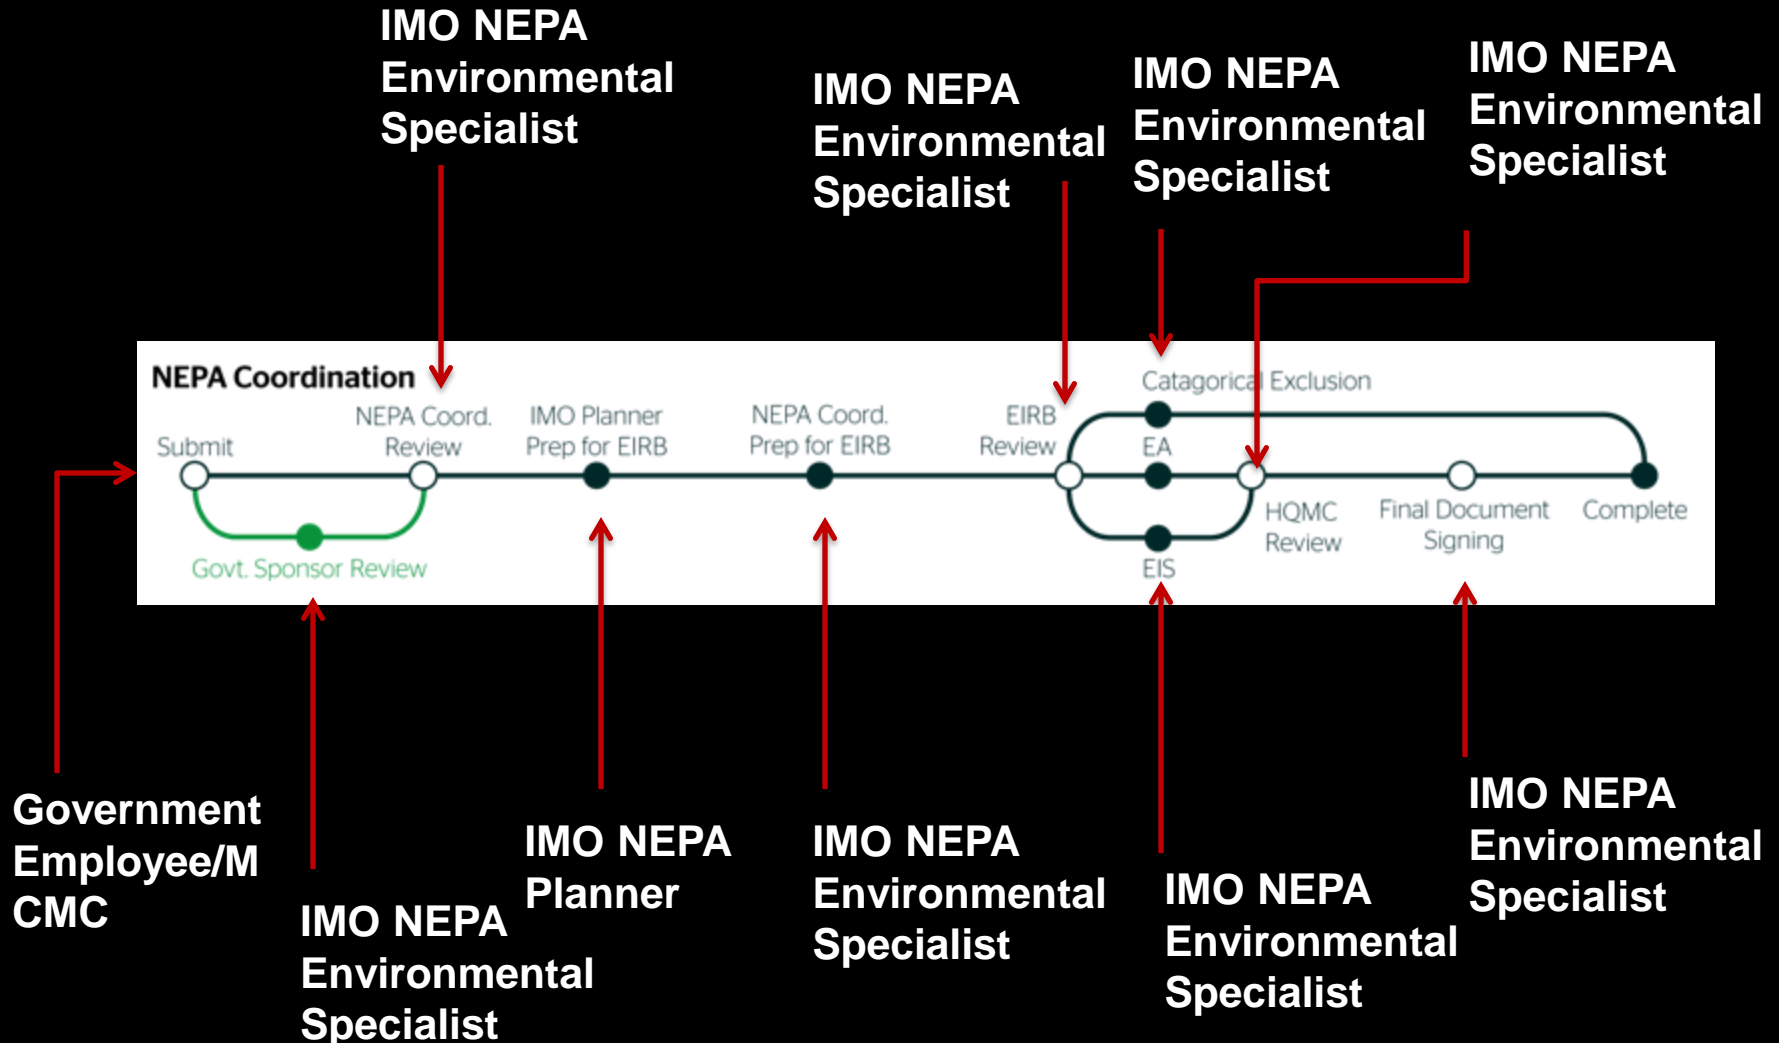 IMO NEPA
Environmental
Specialist
IMO NEPA
Environmental
Specialist
IMO NEPA
Environmental
Specialist
IMO NEPA
Environmental
Specialist
NEPA Coordination
Submit
NEPA Coord.
Review
IMO Planner
Prep for EIRB
NEPA Coord.
Prep for EIRB
EIRB
Review
Catagorical Exclusion
EA
EIS
HQMC
Review
Final Document
Signing
Complete
Govt. Sponsor Review
Government
Employee/M
CMC
IMO NEPA
Environmental
Specialist
IMO NEPA
Planner
IMO NEPA
Environmental
Specialist
IMO NEPA
Environmental
Specialist
IMO NEPA
Environmental
Specialist